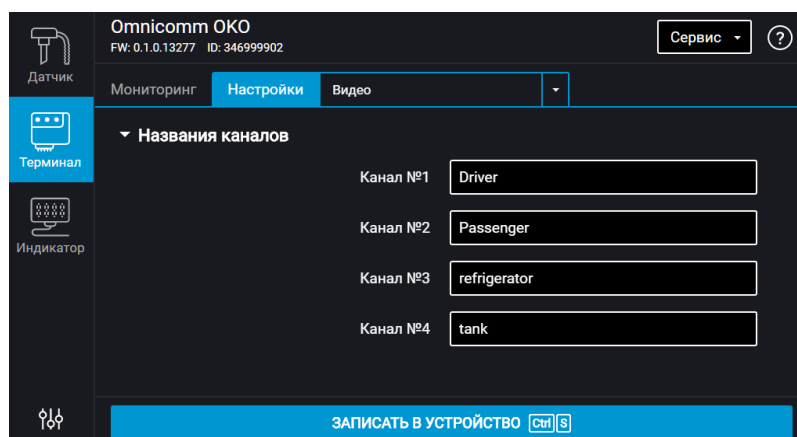 Omnicomm OKO
FW: 0.1.0.13277 ID: 346999902
Сервис
?
Датчик
Мониторинг Настройки Видео
Терминал
Названия каналов
Канал №1 Driver
Канал №2 Passenger
Индикатор
Канал №3 refrigerator
Канал №4 tank
ЗАПИСАТЬ В УСТРОЙСТВО Ctrl S